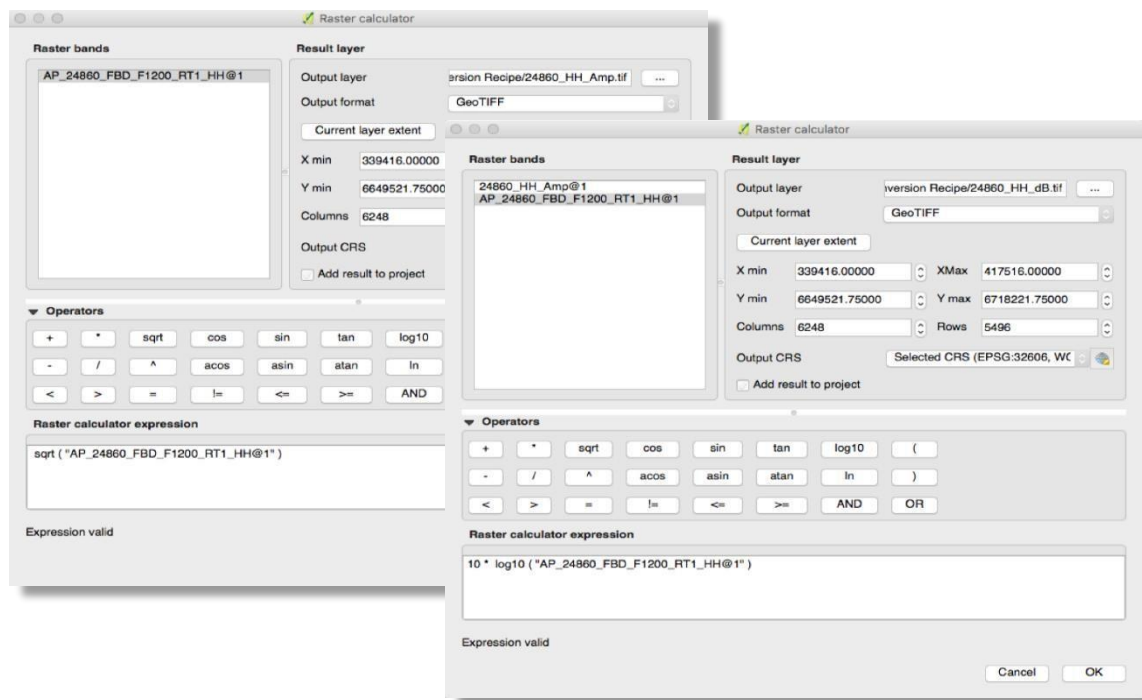 Raster calculator
Raster bands
AP_24860_FBD_F1200_RT1_HH@1
Result layer
Output layer ersion Recipe/24860_HH_Amp.tif ...
Output format GeoTIFF
Current layer extent
X min 339416.00000
Y min 6649521.75000
Columns 6248
Output CRS
Add result to project
Operators
+ * sqrt cos sin tan log10
- / ^ acos asin atan ln
< > = != <= >= AND
Raster calculator expression
sqrt ( "AP_24860_FBD_F1200_RT1_HH@1" )
Expression valid
Raster calculator
Raster bands
24860_HH_Amp@1
AP_24860_FBD_F1200_RT1_HH@1
Result layer
Output layer nversion Recipe/24860_HH_dB.tif ...
Output format GeoTIFF
Current layer extent
X min 339416.00000 XMax 417516.00000
Y min 6649521.75000 Y max 6718221.75000
Columns 6248 Rows 5496
Output CRS Selected CRS (EPSG:32606, WC
Add result to project
Operators
+ * sqrt cos sin tan log10 (
- / ^ acos asin atan ln )
< > = != <= >= AND OR
Raster calculator expression
10 * log10 ( "AP_24860_FBD_F1200_RT1_HH@1" )
Expression valid
Cancel OK